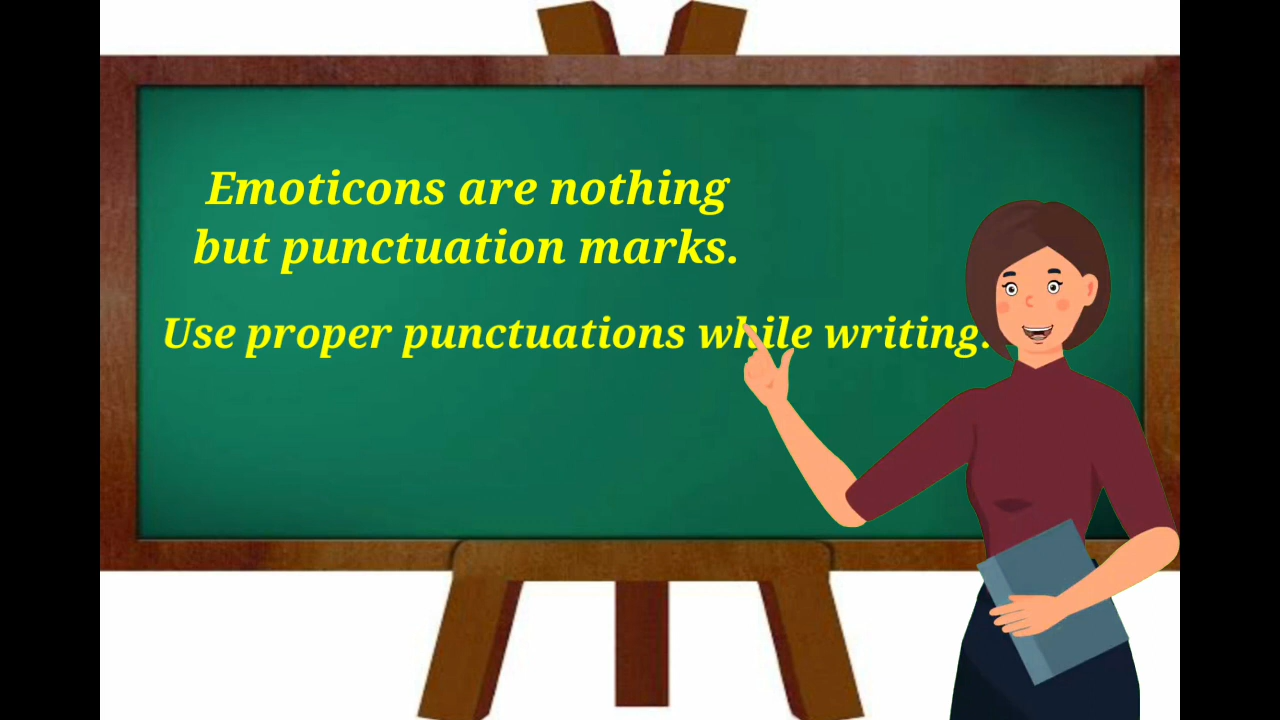 Emoticons are nothing
but punctuation marks.
Use proper punctuations while writing.